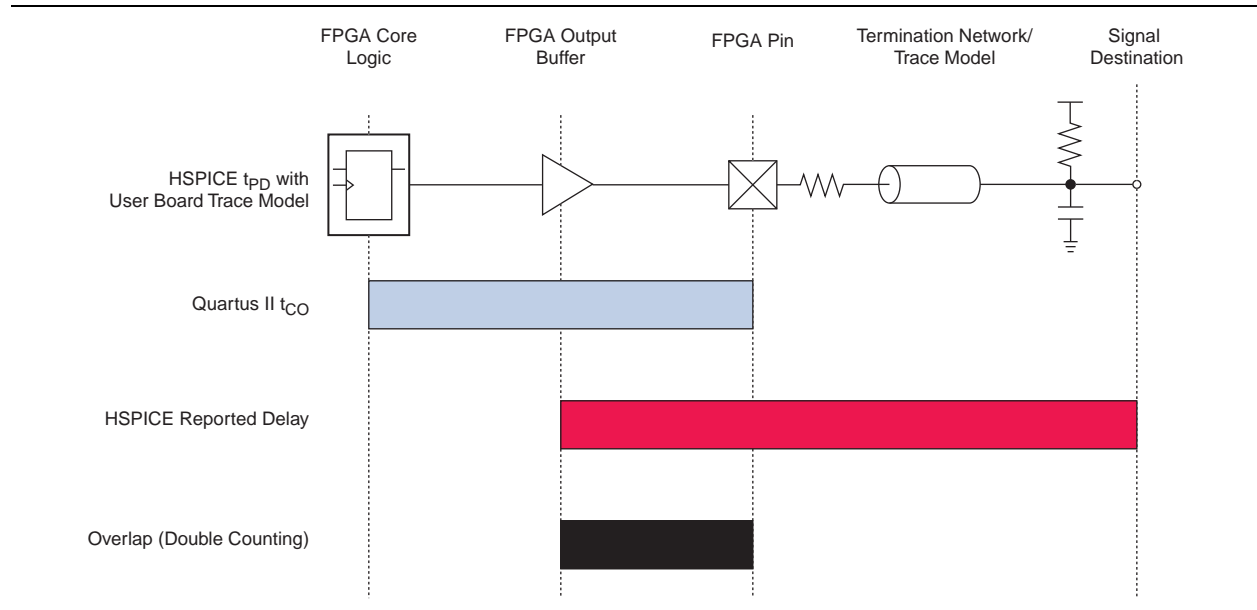 FPGA Core
Logic
FPGA Output
Buffer
FPGA Pin
Termination Network/
Trace Model
Signal
Destination
HSPICE tPD with
User Board Trace Model
Quartus II tCO
HSPICE Reported Delay
Overlap (Double Counting)